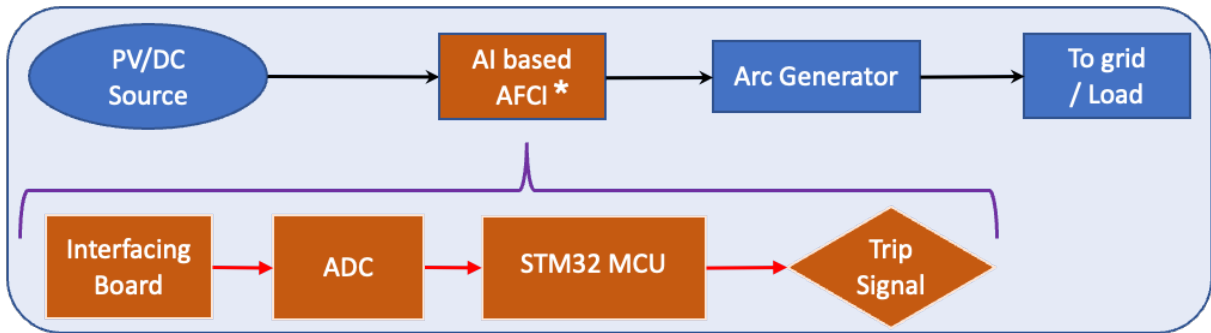 PV/DC
Source
AI based
AFCI *
Arc Generator
To grid
/ Load
Interfacing
Board
ADC
STM32 MCU
Trip
Signal